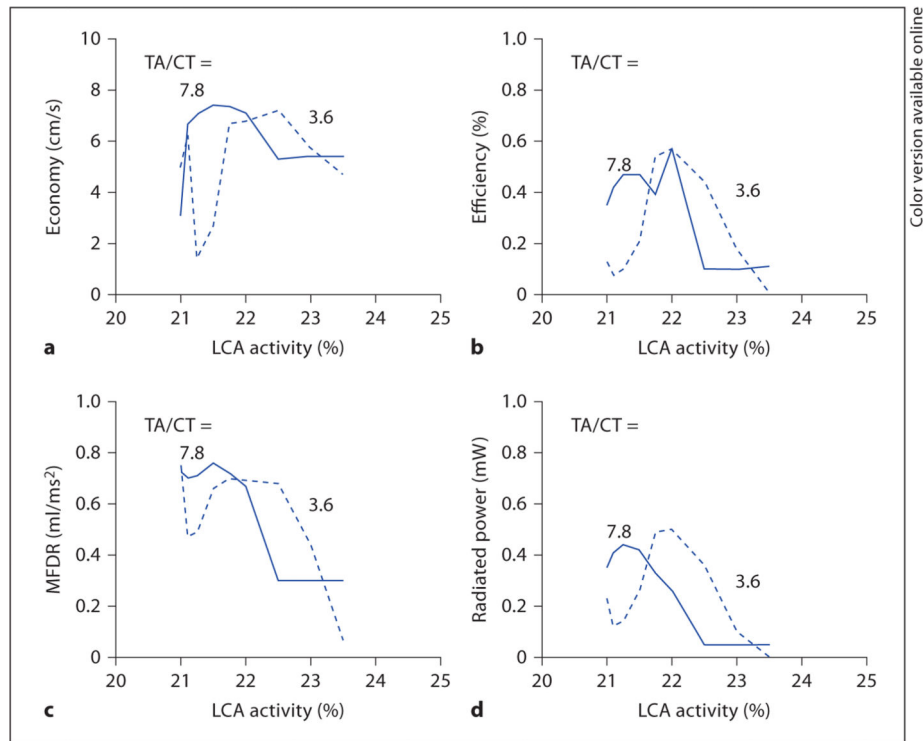 Color version available online
10
8
6
4
2
0
Economy (cm/s)
TA/CT =
7.8
3.6
20 21 22 23 24 25
a
LCA activity (%)
1.0
0.8
0.6
0.4
0.2
0
Efficiency (%)
TA/CT =
7.8
3.6
20 21 22 23 24 25
b
LCA activity (%)
1.0
0.8
0.6
0.4
0.2
0
MFDR (ml/ms²)
TA/CT =
7.8
3.6
20 21 22 23 24 25
c
LCA activity (%)
1.0
0.8
0.6
0.4
0.2
0
Radiated power (mW)
TA/CT =
7.8
3.6
20 21 22 23 24 25
d
LCA activity (%)